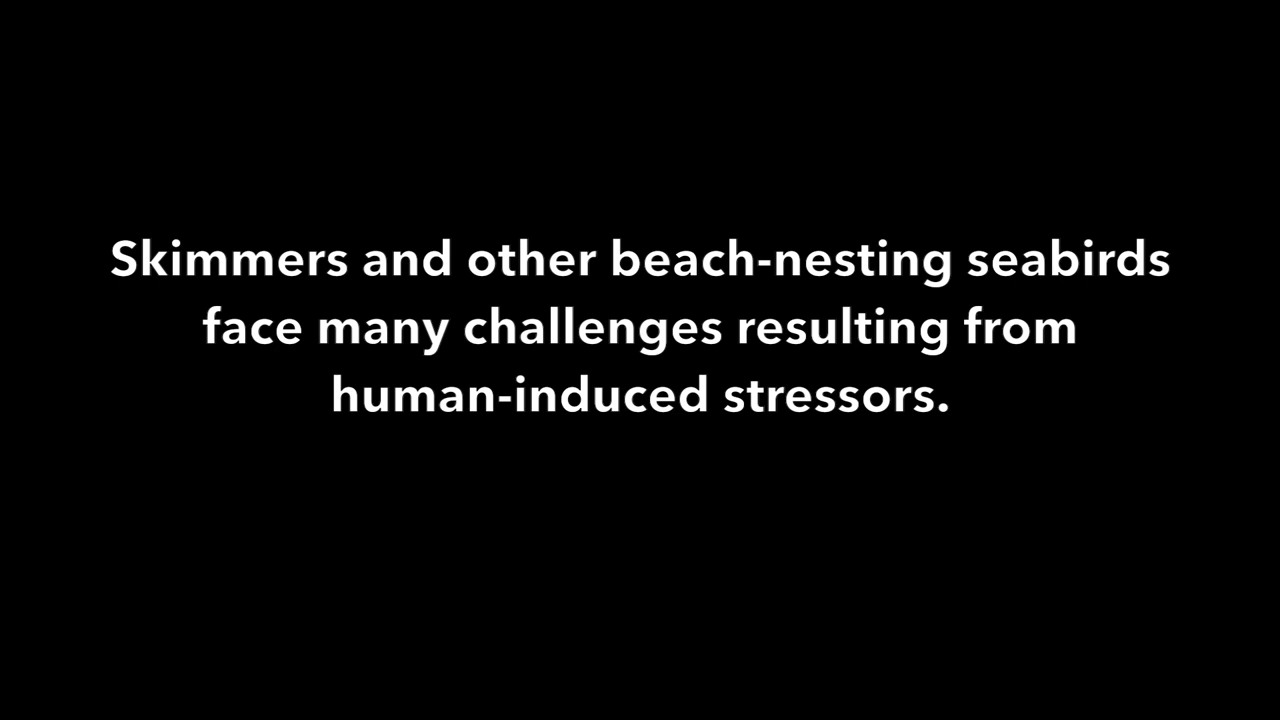 Skimmers and other beach-nesting seabirds
face many challenges resulting from
human-induced stressors.